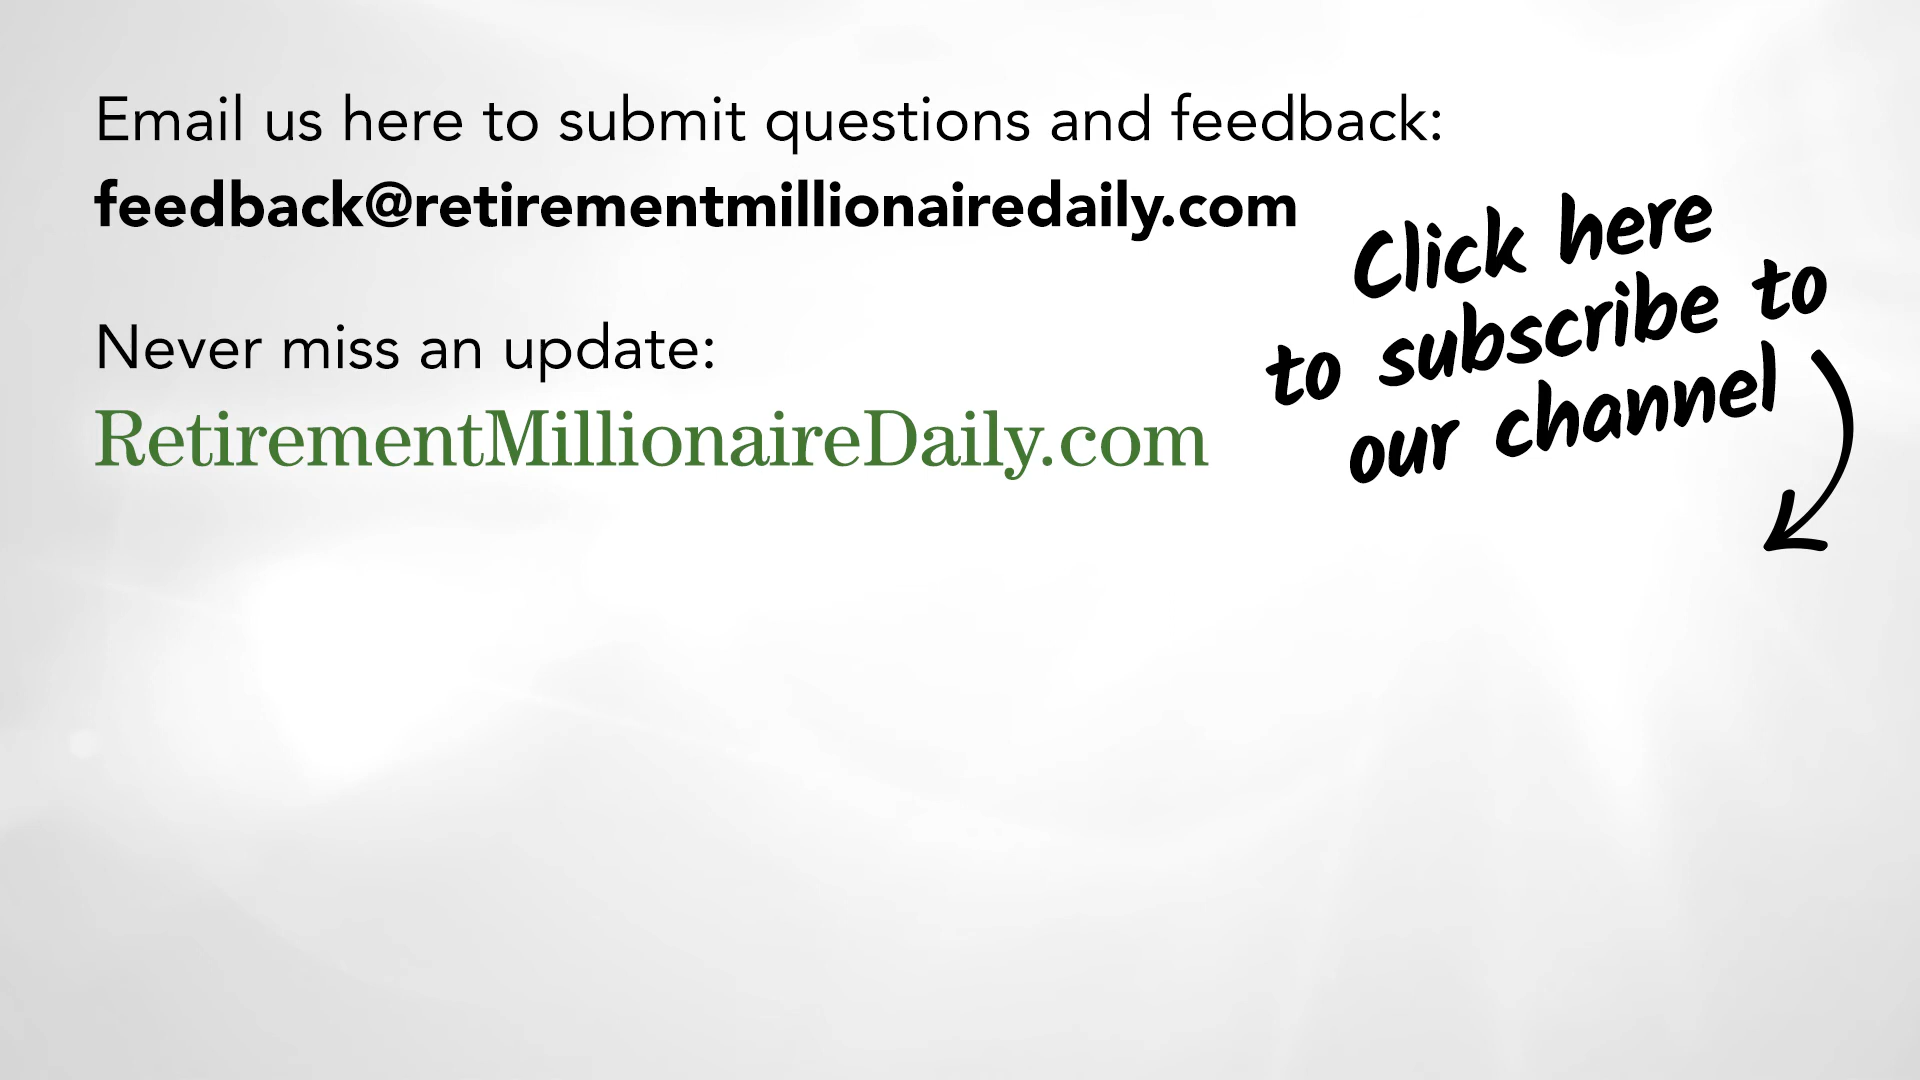 Email us here to submit questions and feedback:
feedback@retirementmillionairedaily.com
Never miss an update:
RetirementMillionaireDaily.com
Click here
to subscribe to
our channel